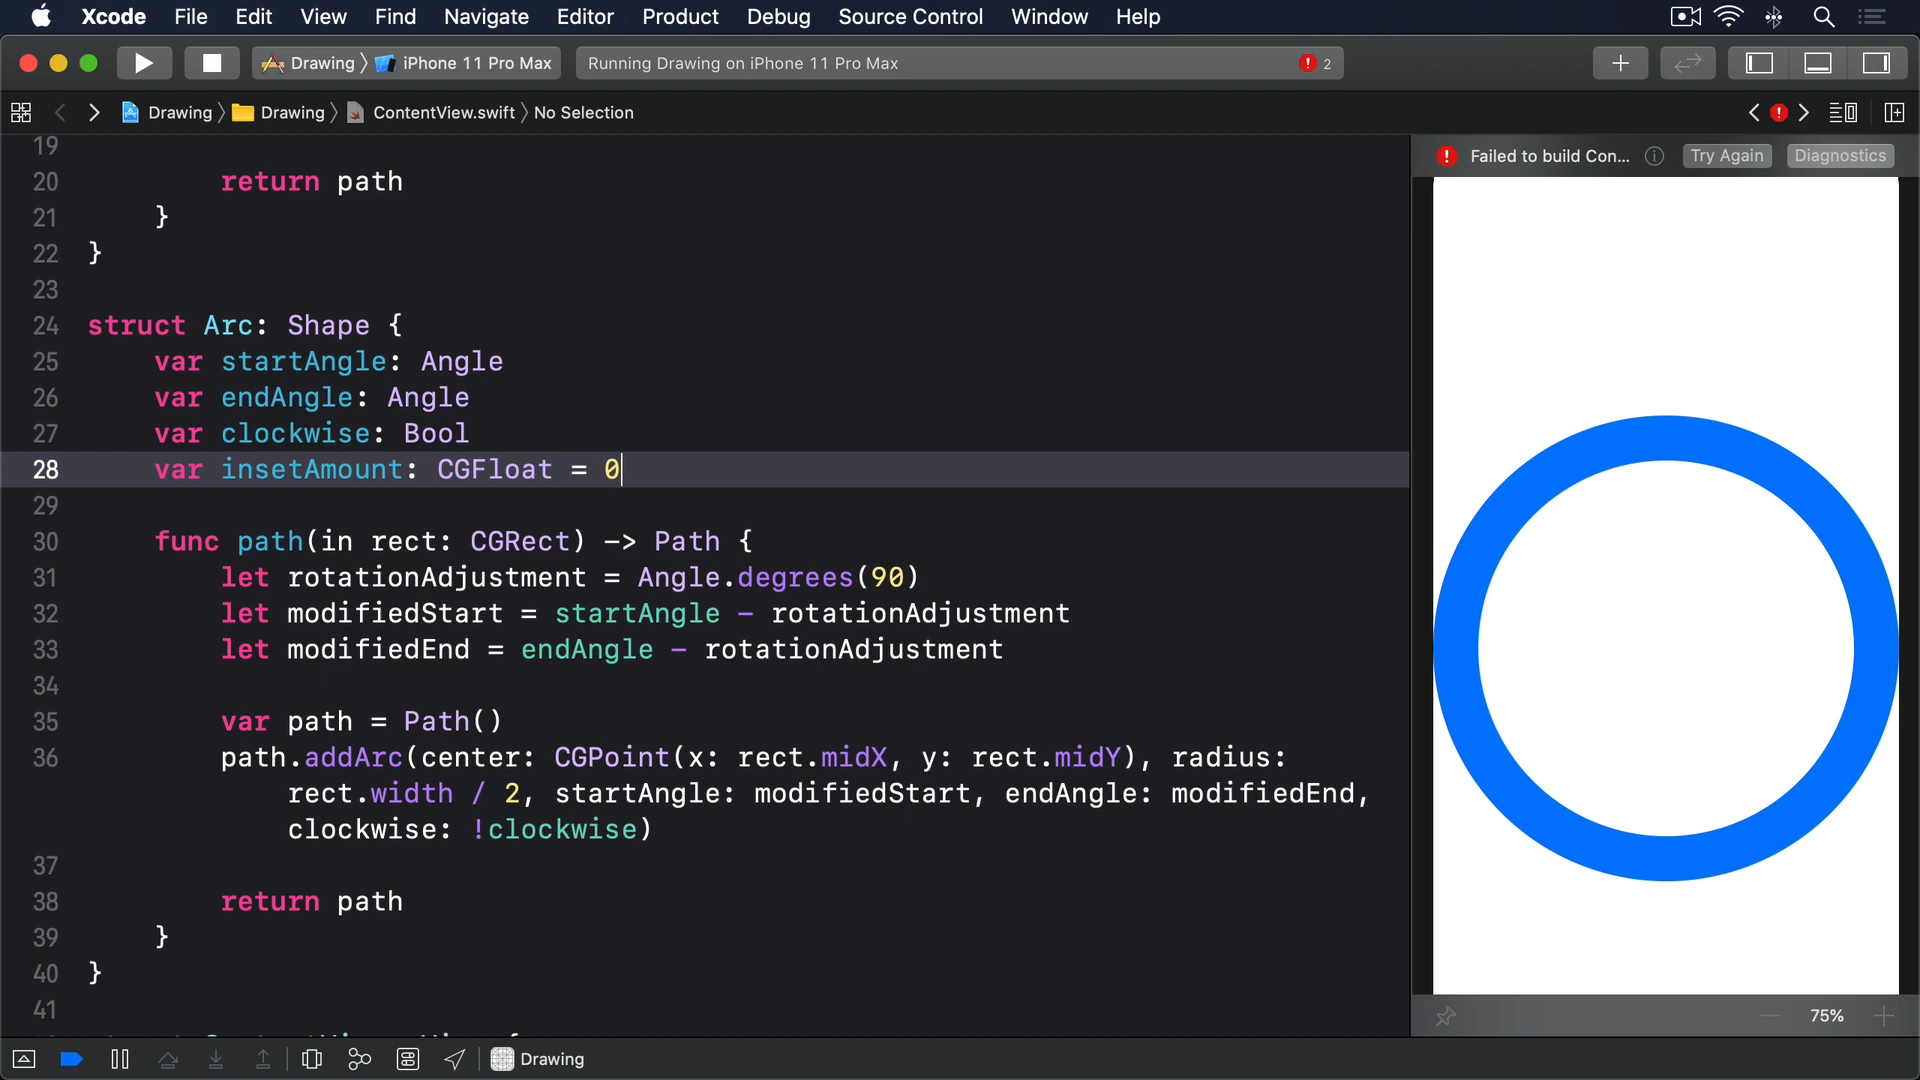 Xcode File Edit View Find Navigate Editor Product Debug Source Control Window Help
Drawing iPhone 11 Pro Max Running Drawing on iPhone 11 Pro Max 2
Drawing Drawing ContentView.swift No Selection
Failed to build Con... Try Again Diagnostics
19
20 return path
21 }
22 }
23
24 struct Arc: Shape {
25 var startAngle: Angle
26 var endAngle: Angle
27 var clockwise: Bool
28 var insetAmount: CGFloat = 0
29
30 func path(in rect: CGRect) -> Path {
31 let rotationAdjustment = Angle.degrees(90)
32 let modifiedStart = startAngle - rotationAdjustment
33 let modifiedEnd = endAngle - rotationAdjustment
34
35 var path = Path()
36 path.addArc(center: CGPoint(x: rect.midX, y: rect.midY), radius:
rect.width / 2, startAngle: modifiedStart, endAngle: modifiedEnd,
clockwise: !clockwise)
37
38 return path
39 }
40 }
41
75%
Drawing